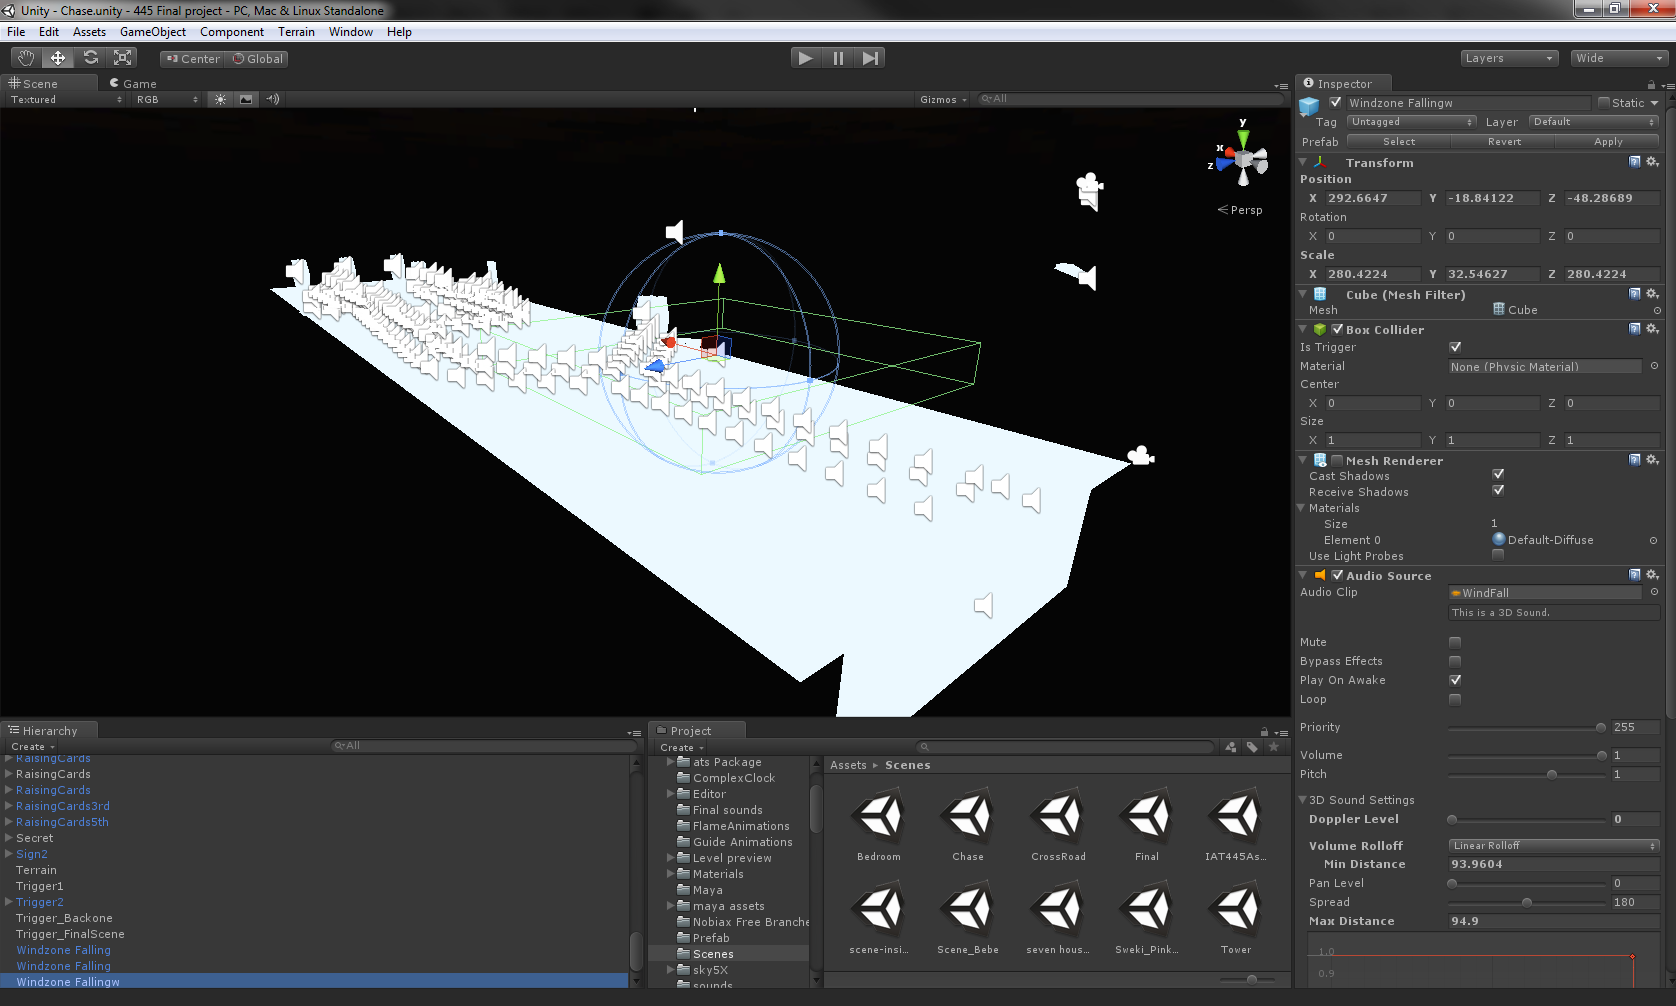 Unity - Chase.unity - 445 Final project - PC, Mac & Linux Standalone
File Edit Assets GameObject Component Terrain Window Help
Center Global Layers Wide
Scene Game
Textured RGB Gizmos All
y
x
z
Persp
Inspector
Windzone Fallingw Static
Tag Untagged Layer Default
Prefab Select Revert Apply
Transform
Position
X 292.6647 Y -18.84122 Z -48.28689
Rotation
X 0 Y 0 Z 0
Scale
X 280.4224 Y 32.54627 Z 280.4224
Cube (Mesh Filter)
Mesh Cube
Box Collider
Is Trigger
Material None (Physic Material)
Center
X 0 Y 0 Z 0
Size
X 1 Y 1 Z 1
Mesh Renderer
Cast Shadows
Receive Shadows
Materials
Size 1
Element 0 Default-Diffuse
Use Light Probes
Audio Source
Audio Clip WindFall
This is a 3D Sound.
Mute
Bypass Effects
Play On Awake
Loop
Priority 255
Volume 1
Pitch 1
3D Sound Settings
Doppler Level 0
Volume Rolloff Linear Rolloff
Min Distance 93.9604
Pan Level 0
Spread 180
Max Distance 94.9
1.0
0.9
Hierarchy
Create All
RaisingCards
RaisingCards
RaisingCards
RaisingCards3rd
RaisingCards5th
Secret
Sign2
Terrain
Trigger1
Trigger2
Trigger_Backone
Trigger_FinalScene
Windzone Falling
Windzone Falling
Windzone Fallingw
Project
Create
ats Package
ComplexClock
Editor
Final sounds
FlameAnimations
Guide Animations
Level preview
Materials
Maya
maya assets
Nobiax Free Branche
Prefab
Scenes
sky5X
sounds
Assets Scenes
Bedroom Chase CrossRoad Final IAT445As...
scene-insi... Scene_Bebe seven hous... Sweki_Pink... Tower